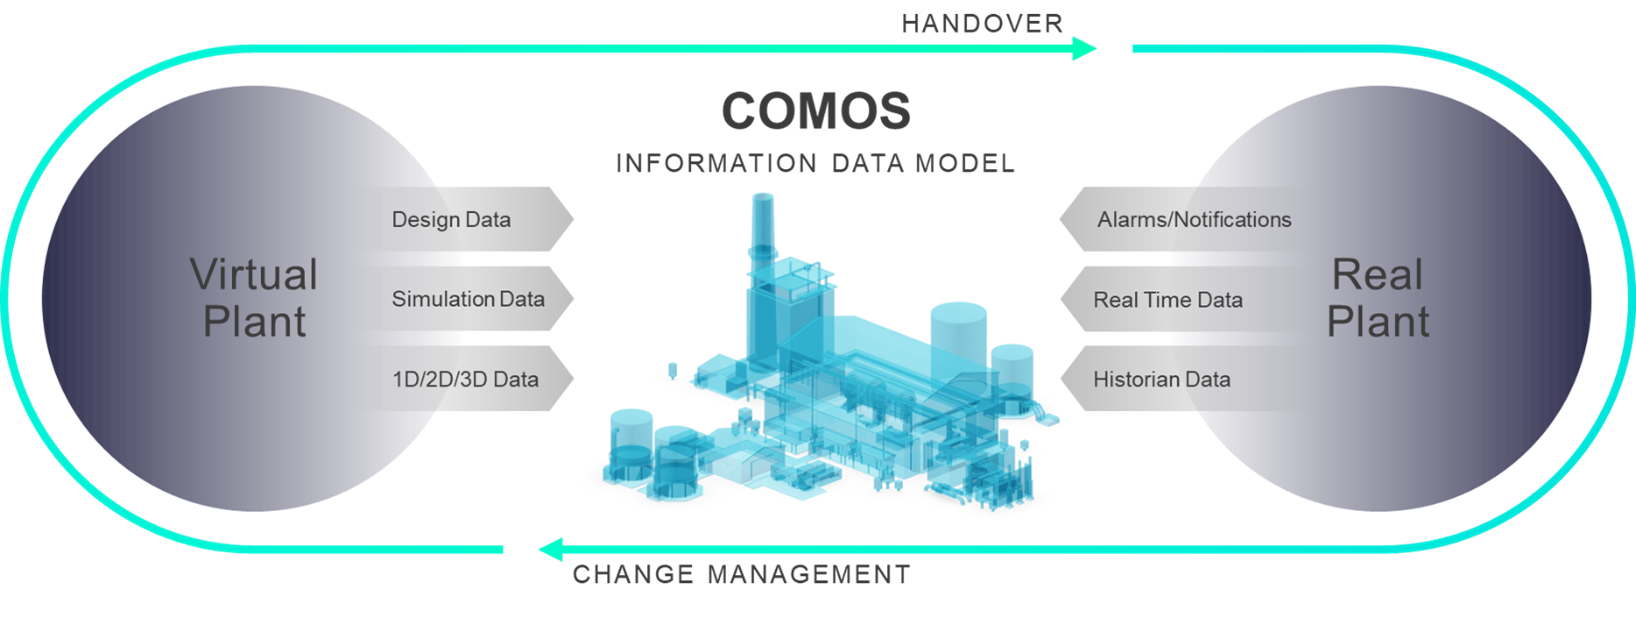 HANDOVER
COMOS
INFORMATION DATA MODEL
Virtual
Plant
Design Data
Simulation Data
1D/2D/3D Data
Alarms/Notifications
Real Time Data
Historian Data
Real
Plant
CHANGE MANAGEMENT